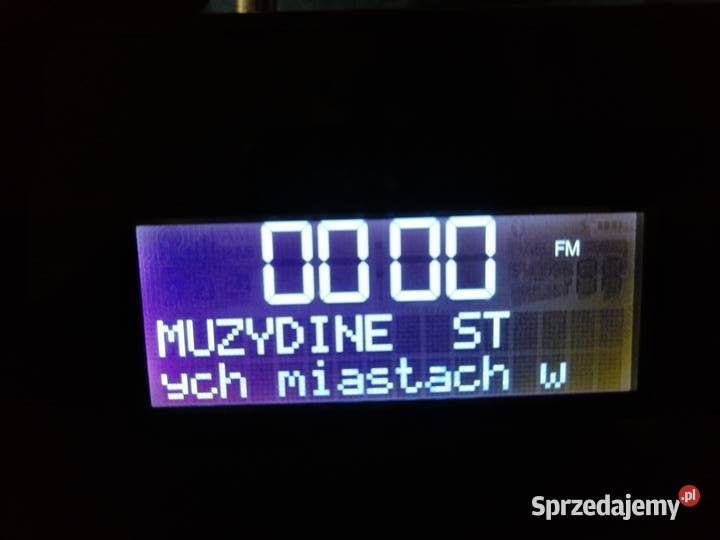 00 00
FM
MUZYDINE ST
ych miastach w
Sprzedajemy.pl